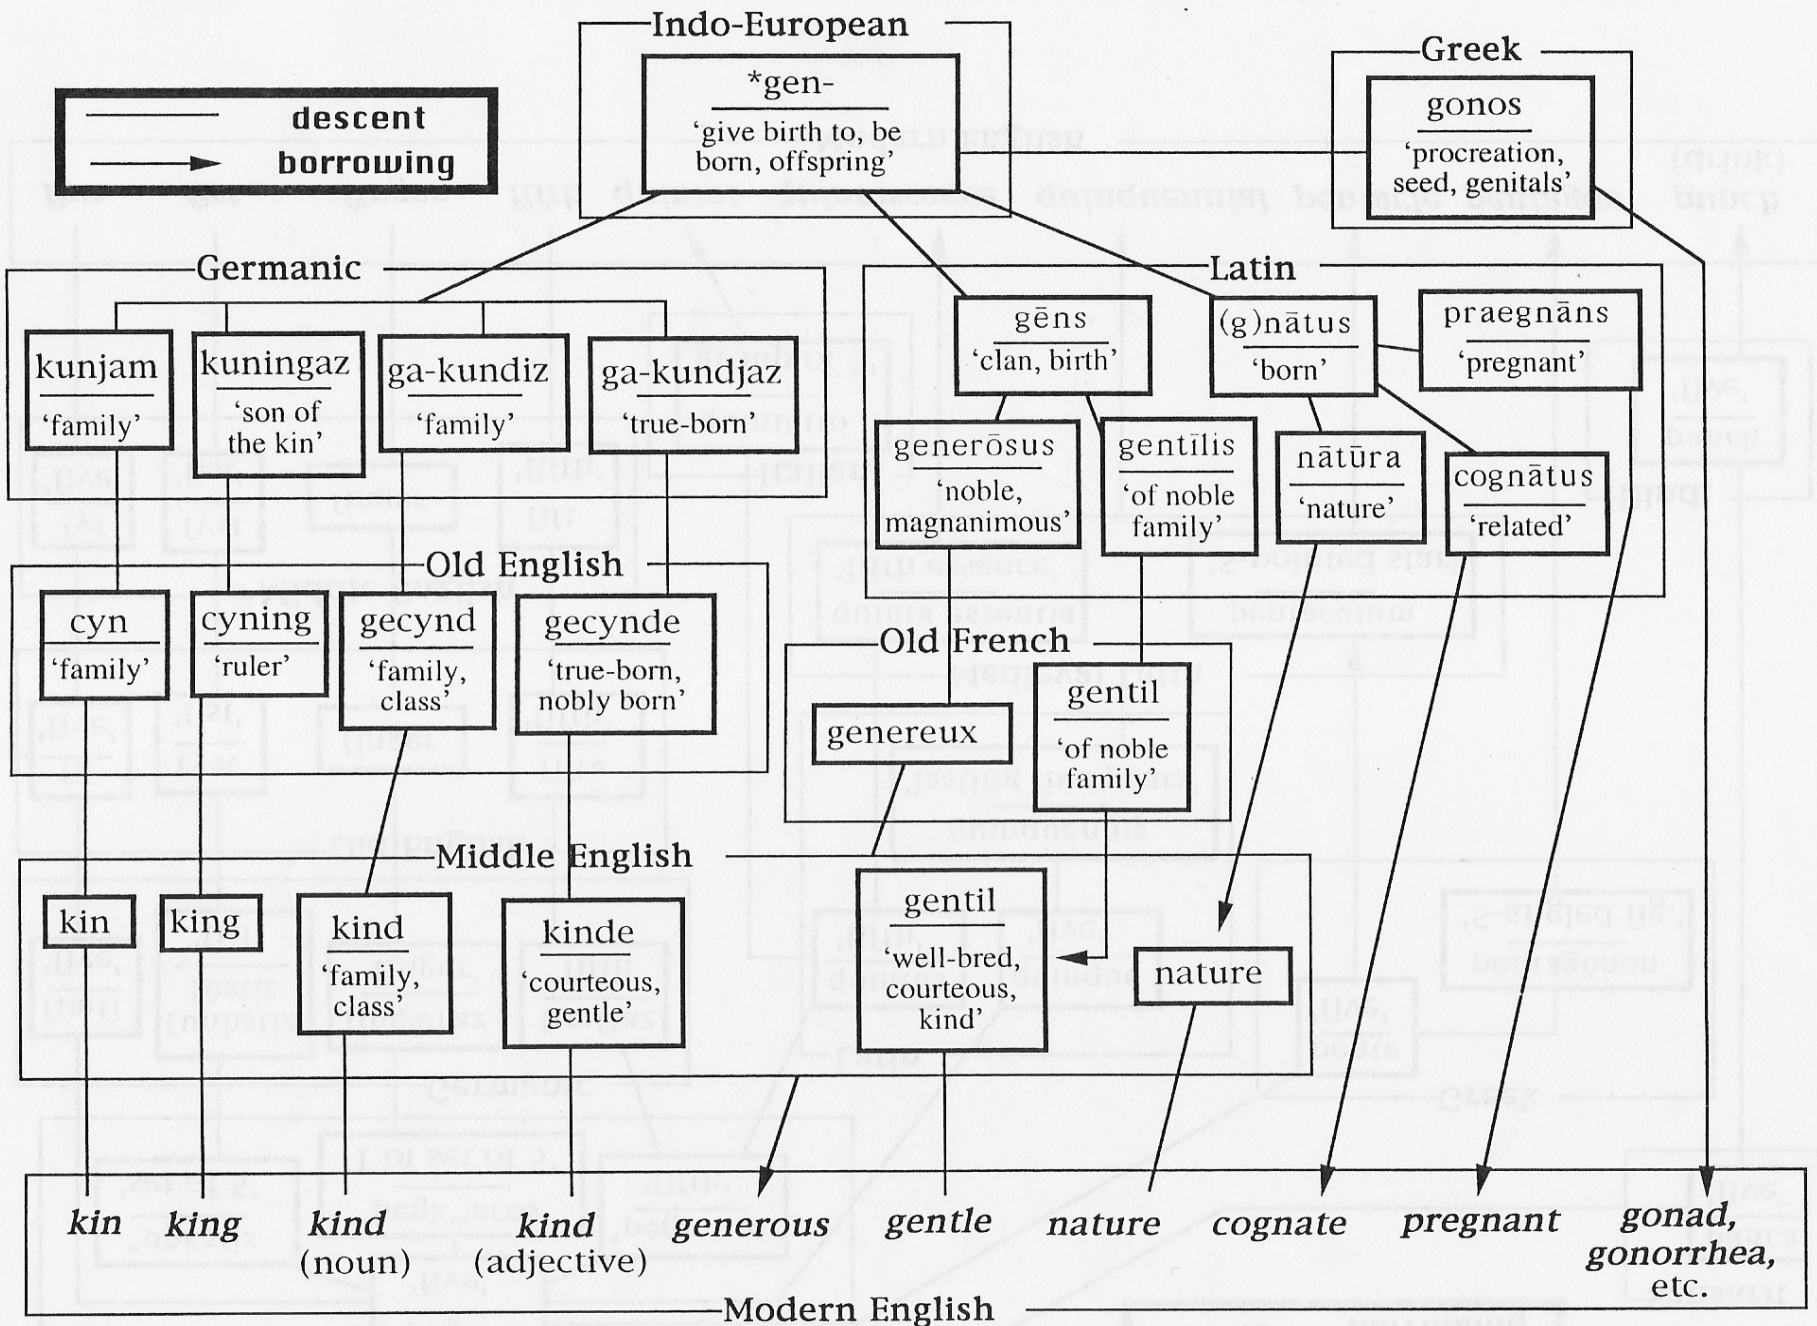 Indo-European
*gen-
‘give birth to, be
born, offspring’
Greek
gonos
‘procreation,
seed, genitals’
descent
borrowing
Germanic
kunjam
‘family’
kuningaz
‘son of
the kin’
ga-kundiz
‘family’
ga-kundjaz
‘true-born’
Latin
gēns
‘clan, birth’
(g)nātus
‘born’
praegnāns
‘pregnant’
generōsus
‘noble,
magnanimous’
gentīlis
‘of noble
family’
nātūra
‘nature’
cognātus
‘related’
Old English
cyn
‘family’
cyning
‘ruler’
gecynd
‘family,
class’
gecynde
‘true-born,
nobly born’
Old French
genereux
gentil
‘of noble
family’
Middle English
kin
king
kind
‘family,
class’
kinde
‘courteous,
gentle’
gentil
‘well-bred,
courteous,
kind’
nature
kin
king
kind
(noun)
kind
(adjective)
generous
gentle
nature
cognate
pregnant
gonad,
gonorrhea,
etc.
Modern English